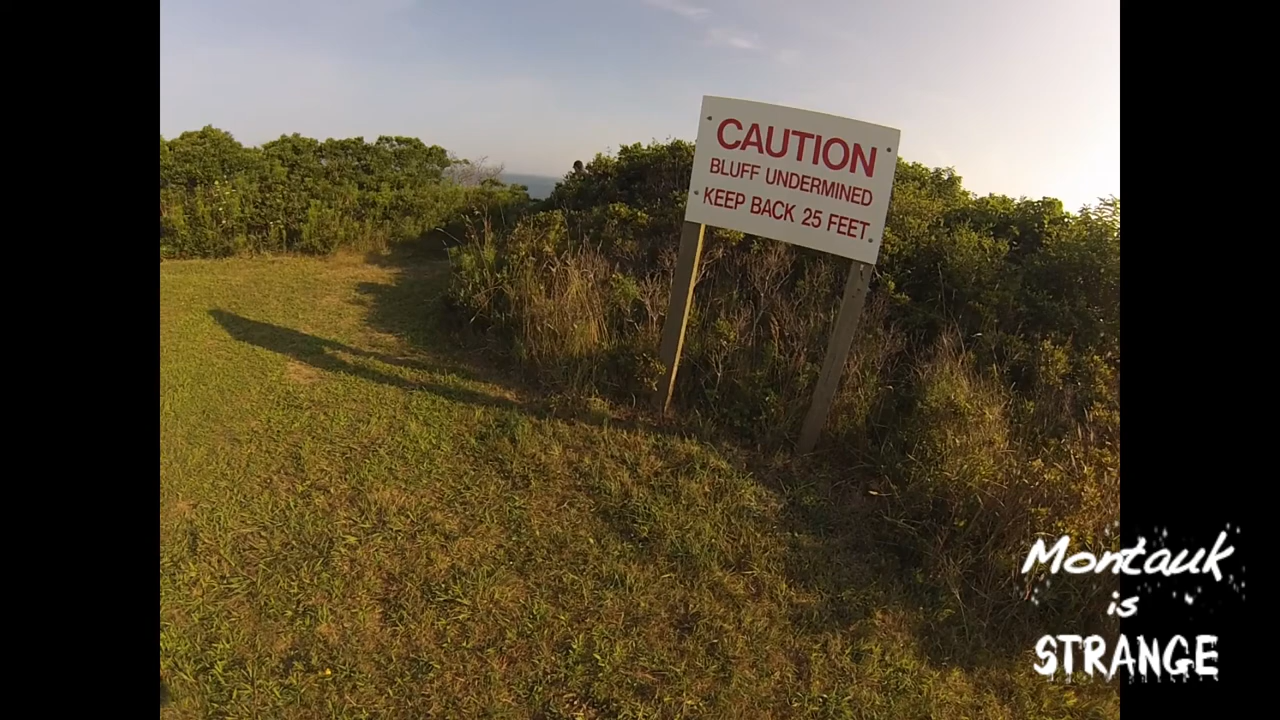 CAUTION
BLUFF UNDERMINED
KEEP BACK 25 FEET
Montauk
is
STRANGE